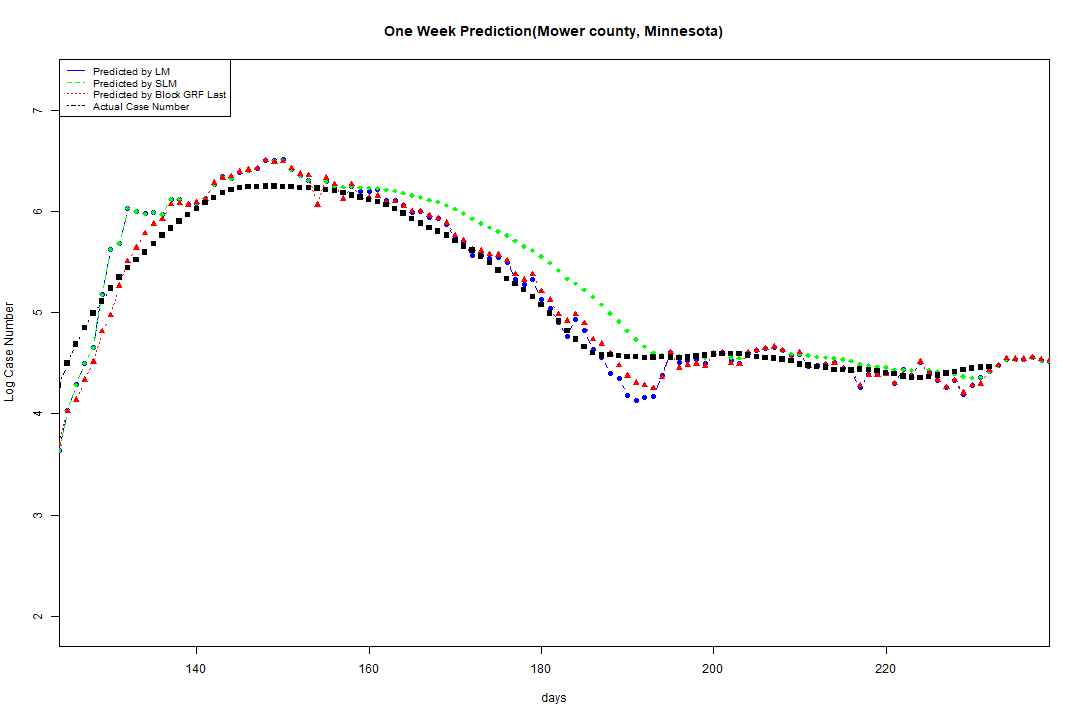 One Week Prediction(Mower county, Minnesota)
Predicted by LM
Predicted by SLM
Predicted by Block GRF Last
Actual Case Number
7
6
5
4
3
2
Log Case Number
140 160 180 200 220
days